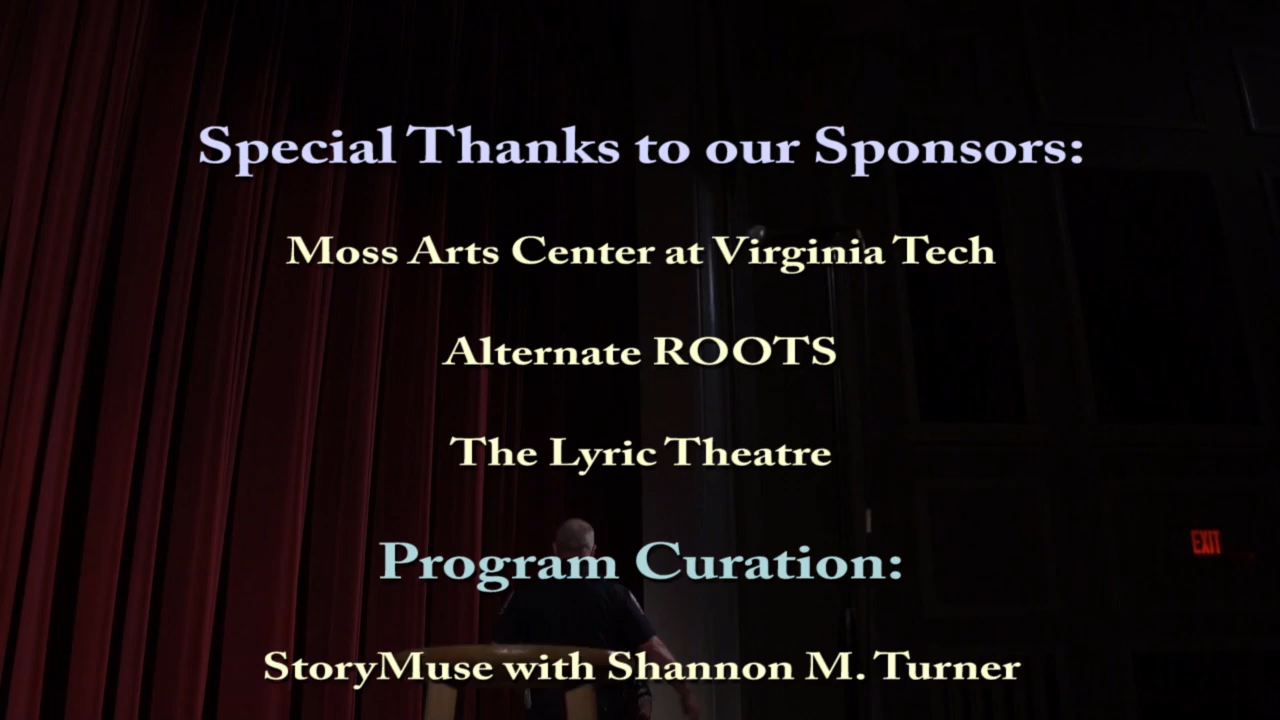 Special Thanks to our Sponsors:
Moss Arts Center at Virginia Tech
Alternate ROOTS
The Lyric Theatre
EXIT
Program Curation:
StoryMuse with Shannon M. Turner